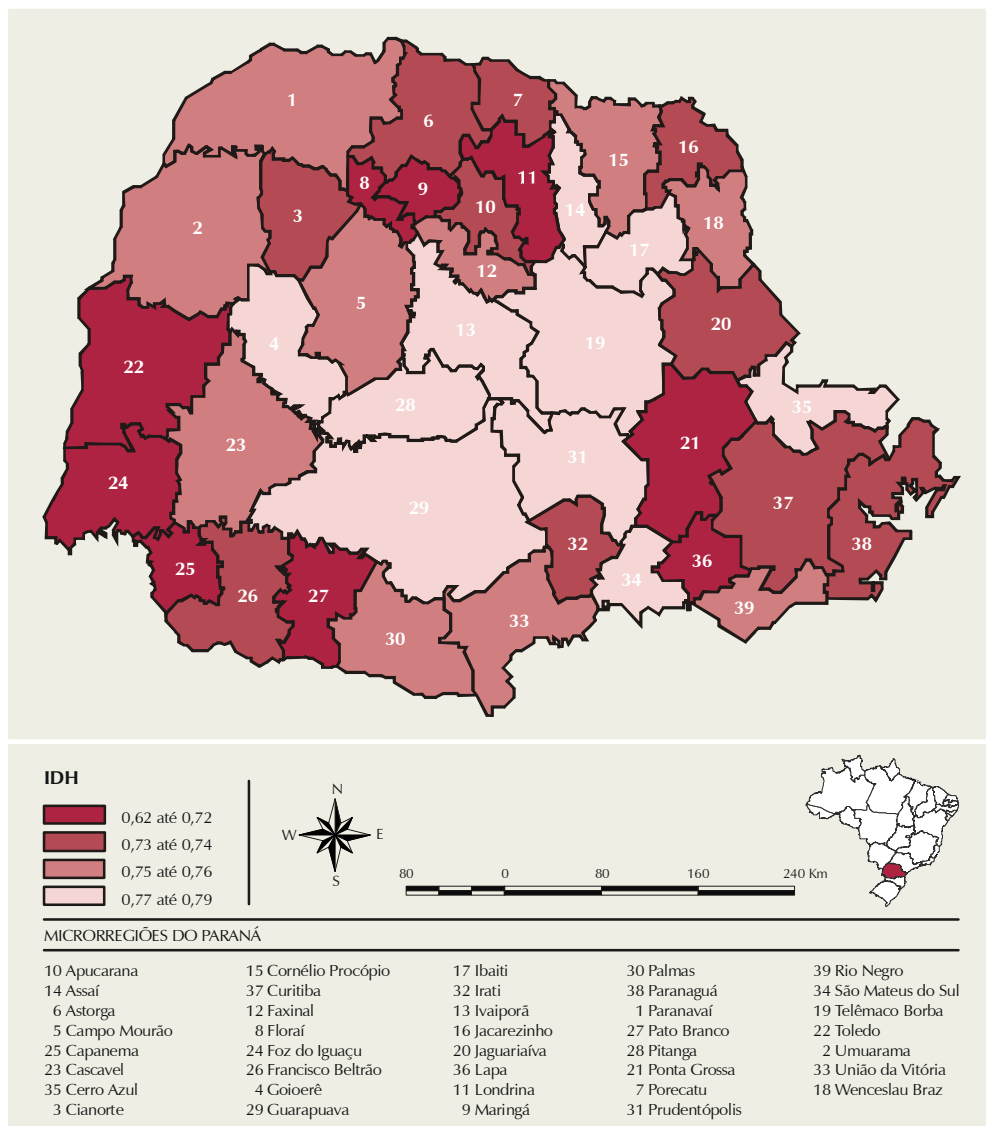 1
7
6
16
15
11
8
9
10
14
3
18
2
17
12
5
20
13
4
19
22
28
35
21
23
31
24
37
29
32
38
36
25
34
26
27
39
33
30
IDH
0,62 até 0,72
0,73 até 0,74
0,75 até 0,76
0,77 até 0,79
N
W E
S
80 0 80 160 240 Km
MICRORREGIÕES DO PARANÁ
10 Apucarana
14 Assaí
6 Astorga
5 Campo Mourão
25 Capanema
23 Cascavel
35 Cerro Azul
3 Cianorte
15 Cornélio Procópio
37 Curitiba
12 Faxinal
8 Floraí
24 Foz do Iguaçu
26 Francisco Beltrão
4 Goioerê
29 Guarapuava
17 Ibaiti
32 Irati
13 Ivaiporã
16 Jacarezinho
20 Jaguariaíva
36 Lapa
11 Londrina
9 Maringá
30 Palmas
38 Paranaguá
1 Paranavaí
27 Pato Branco
28 Pitanga
21 Ponta Grossa
7 Porecatu
31 Prudentópolis
39 Rio Negro
34 São Mateus do Sul
19 Telêmaco Borba
22 Toledo
2 Umuarama
33 União da Vitória
18 Wenceslau Braz